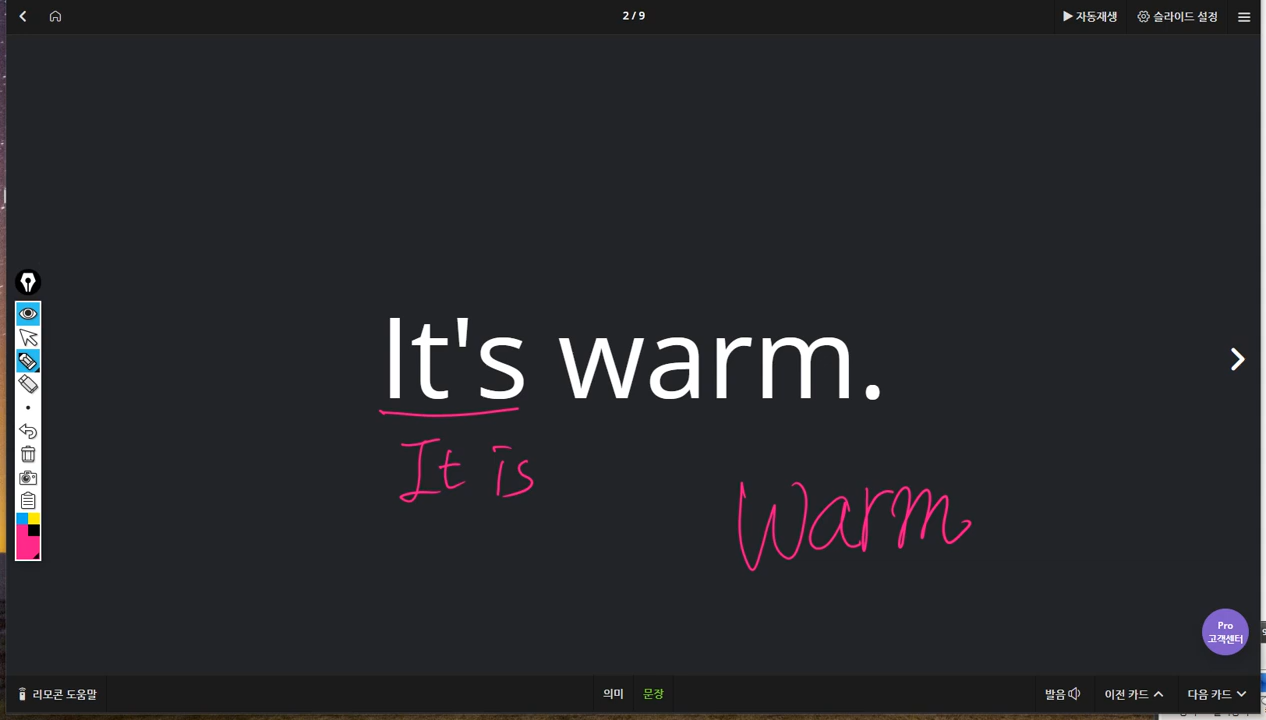 2 / 9
자동재생
슬라이드 설정
It's warm.
It is
warm
Pro
고객센터
리모콘 도움말
의미
문장
발음
이전 카드
다음 카드